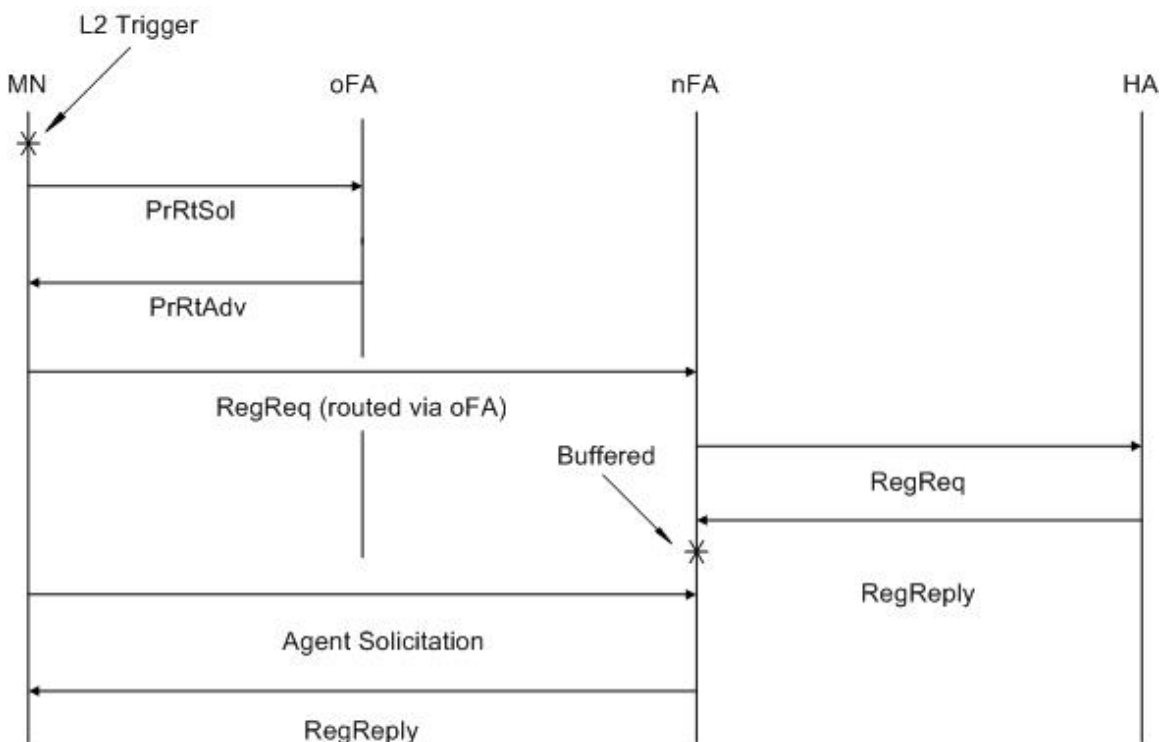 L2 Trigger
MN
oFA
nFA
HA
PrRtSol
PrRtAdv
RegReq (routed via oFA)
Buffered
RegReq
RegReply
Agent Solicitation
RegReply